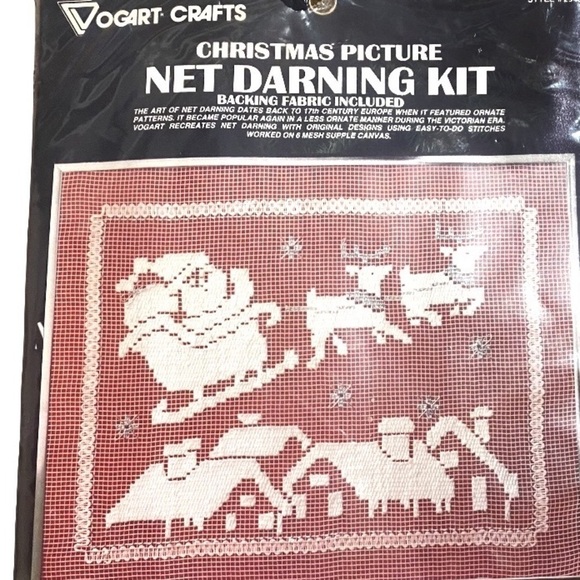 VOGART CRAFTS
CHRISTMAS PICTURE
NET DARNING KIT
BACKING FABRIC INCLUDED
THE ART OF NET DARNING DATES BACK TO 17th CENTURY EUROPE WHEN IT FEATURED ORNATE
PATTERNS. IT BECAME POPULAR AGAIN IN A LESS ORNATE MANNER DURING THE VICTORIAN ERA.
VOGART RECREATES NET DARNING WITH ORIGINAL DESIGNS USING EASY-TO-DO STITCHES
WORKED ON 6 MESH SUPPLE CANVAS.